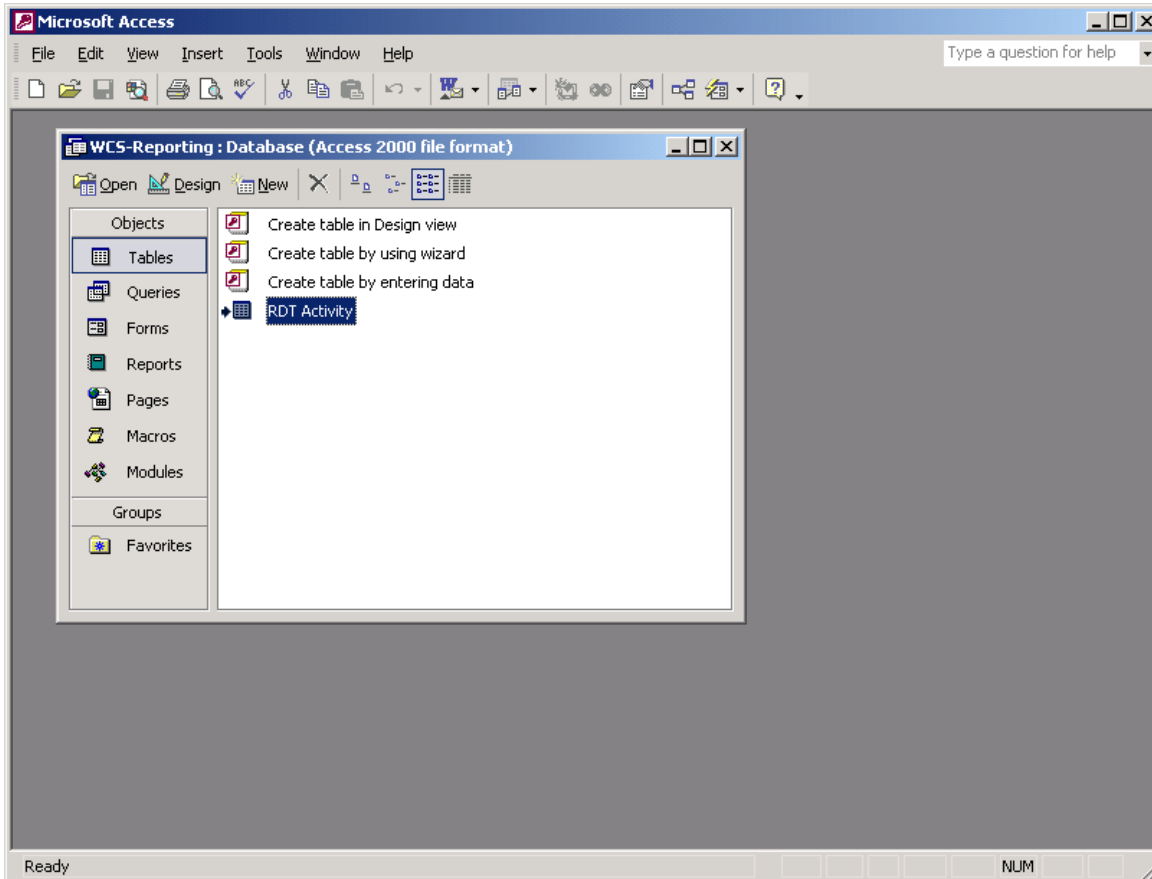 Microsoft Access
File Edit View Insert Tools Window Help Type a question for help
ABC
WCS-Reporting : Database (Access 2000 file format)
Open Design New
Objects
Tables
Queries
Forms
Reports
Pages
Macros
Modules
Groups
Favorites
Create table in Design view
Create table by using wizard
Create table by entering data
RDT Activity
Ready NUM